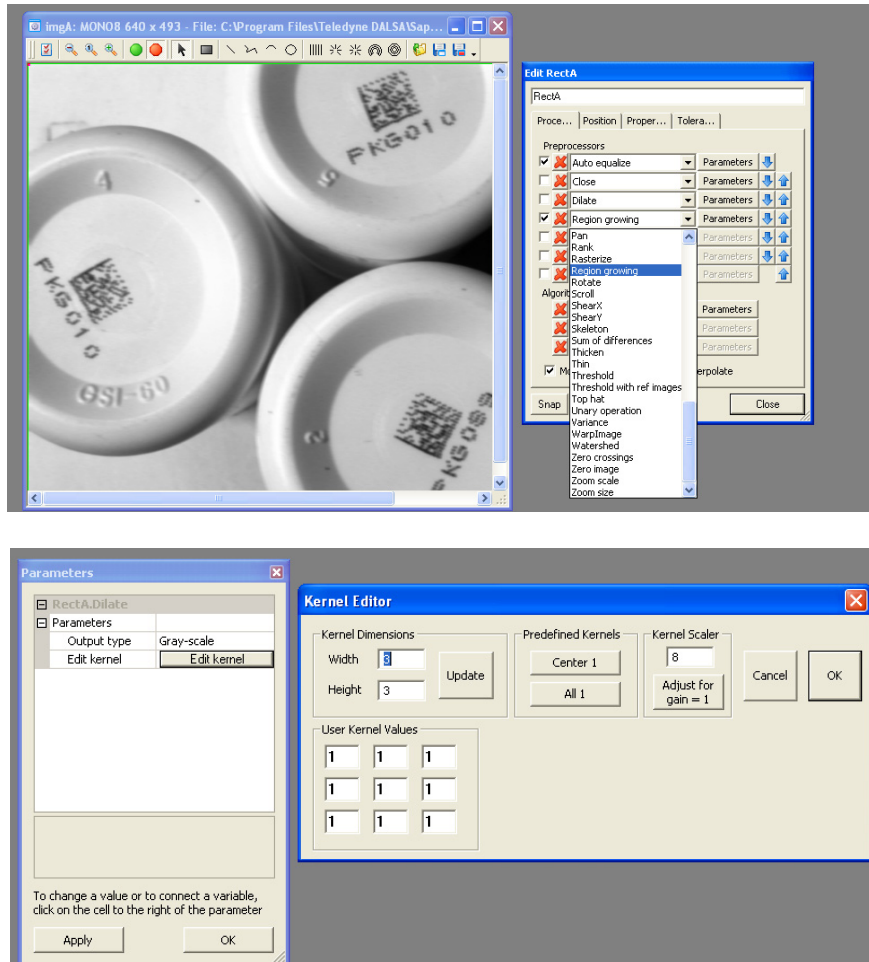 imgA: MONO8 640 x 493 - File: C:\Program Files\Teledyne DALSA\Sap...
4
PKG010
OSI-60
5
PKG010
2
PKG089
Edit RectA
RectA
Proce... Position Proper... Tolera...
Preprocessors
Auto equalize Parameters
Close Parameters
Dilate Parameters
Region growing Parameters
Pan Parameters
Rank
Rasterize Parameters
Region growing Parameters
Rotate
Algorit Scroll
ShearX Parameters
ShearY
Skeleton Parameters
Sum of differences Parameters
Thicken
Thin
Mo erpolate
Threshold
Threshold with ref images
Top hat
Snap Close
Unary operation
Variance
WarpImage
Watershed
Zero crossings
Zero image
Zoom scale
Zoom size
Parameters
RectA.Dilate
Parameters
Output type Gray-scale
Edit kernel Edit kernel
To change a value or to connect a variable,
click on the cell to the right of the parameter
Apply OK
Kernel Editor
Kernel Dimensions
Width 3
Height 3
Update
Predefined Kernels
Center 1
All 1
Kernel Scaler
8
Adjust for
gain = 1
Cancel OK
User Kernel Values
1 1 1
1 1 1
1 1 1